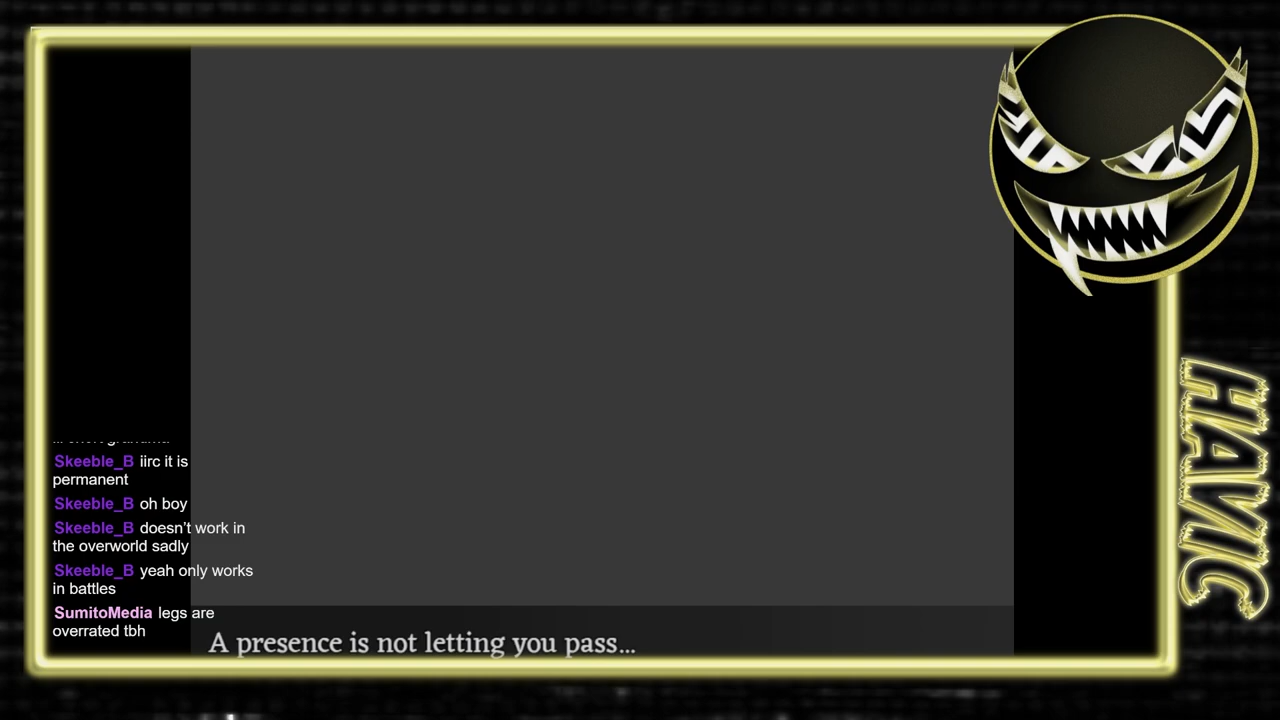 Skeeble_B iirc it is
permanent
Skeeble_B oh boy
Skeeble_B doesn't work in
the overworld sadly
Skeeble_B yeah only works
in battles
SumitoMedia legs are
overrated tbh
A presence is not letting you pass...
HAVIC